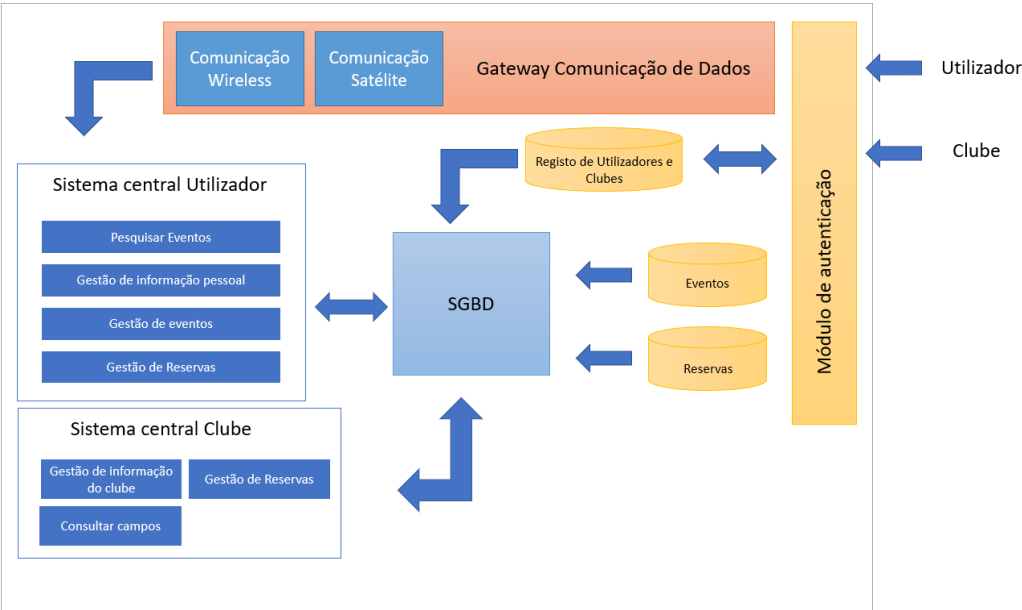 Comunicação
Wireless
Comunicação
Satélite
Gateway Comunicação de Dados
Utilizador
Clube
Módulo de autenticação
Registo de Utilizadores e
Clubes
Sistema central Utilizador
Pesquisar Eventos
Gestão de informação pessoal
Gestão de eventos
Gestão de Reservas
SGBD
Eventos
Reservas
Sistema central Clube
Gestão de informação
do clube
Gestão de Reservas
Consultar campos